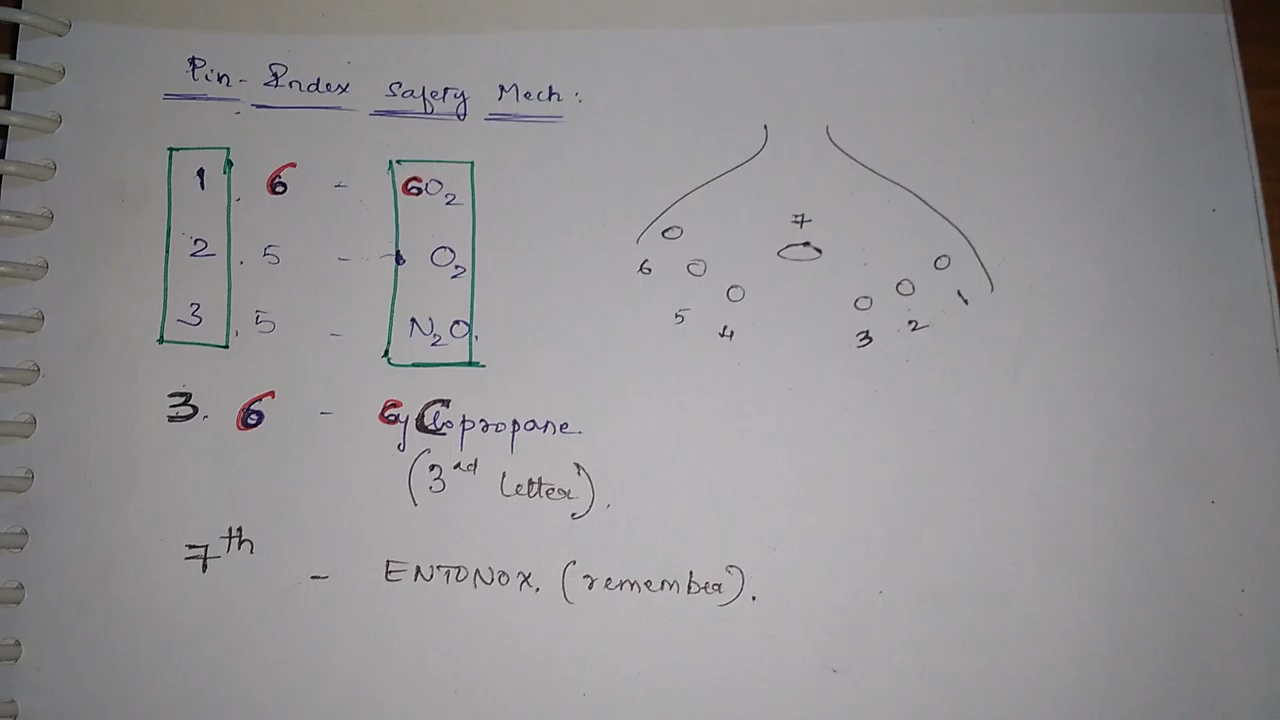 Pin-Index Safety Mech:
1. 6 - CO2
2. 5 - O2
3. 5 - N2O.
3. 6 - Cyclopropane.
(3rd letter).
7th - ENTONOX. (remember).
7
6
5
4
3
2
1